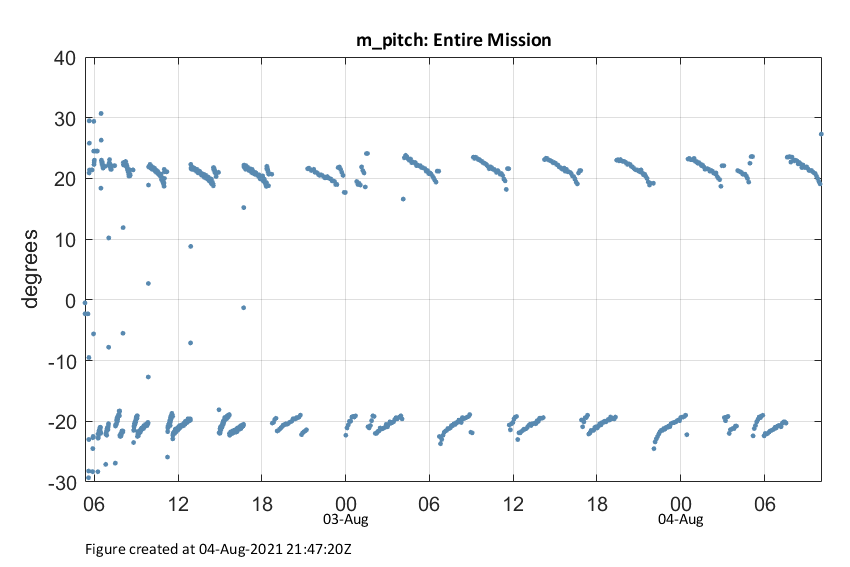 m_pitch: Entire Mission
degrees
40
30
20
10
0
-10
-20
-30
06 12 18 00 06 12 18 00 06
03-Aug 04-Aug
Figure created at 04-Aug-2021 21:47:20Z